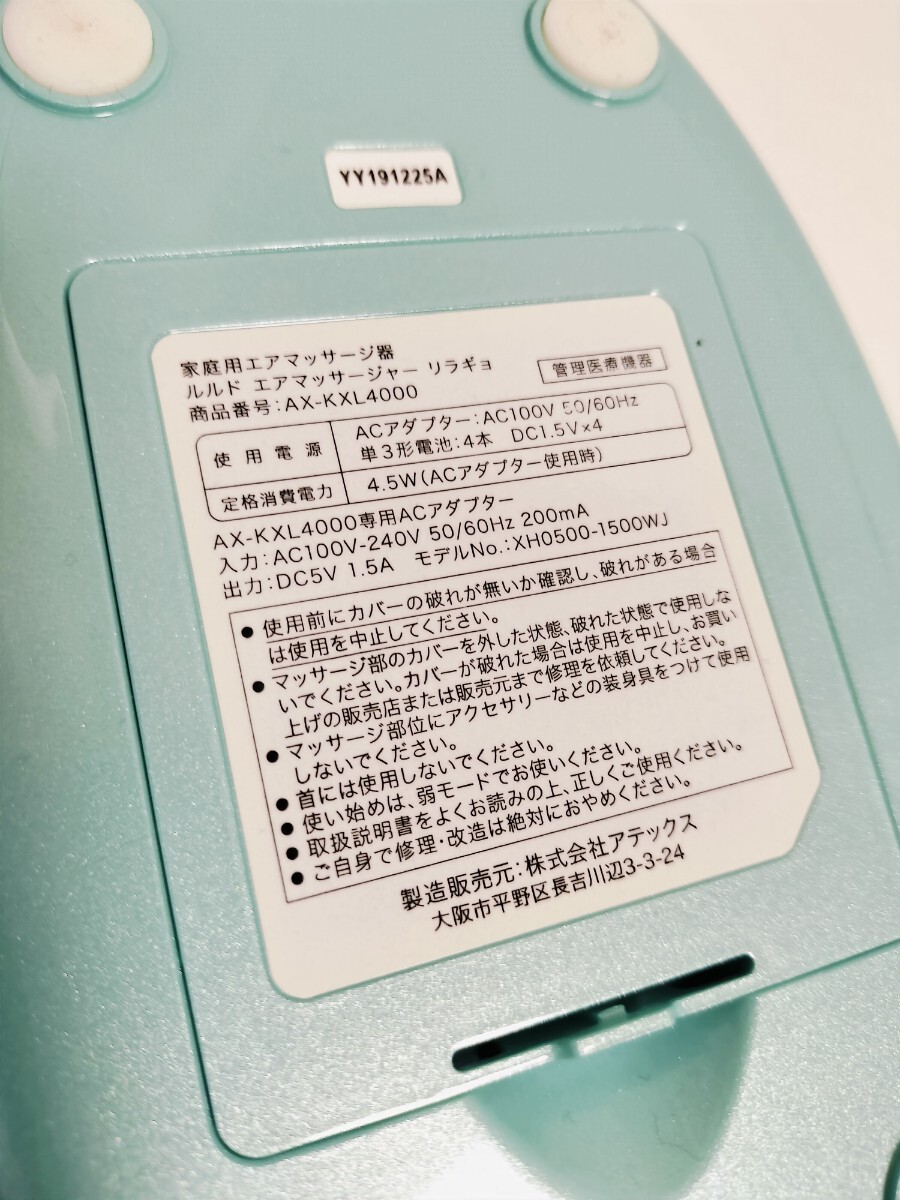 YY191225A
家庭用エアマッサージ器
ルルド エアマッサージャー リラギョ
管理医療機器
商品番号:AX-KXL4000
使用電源
ACアダプター:AC100V 50/60Hz
単3形電池:4本 DC1.5V×4
定格消費電力
4.5W(ACアダプター使用時)
AX-KXL4000専用ACアダプター
入力:AC100V-240V 50/60Hz 200mA
出力:DC5V 1.5A モデルNo.:XH0500-1500WJ
●使用前にカバーの破れが無いか確認し、破れがある場合
は使用を中止してください。
●マッサージ部のカバーを外した状態、破れた状態で使用しな
いでください。カバーが破れた場合は使用を中止し、お買い
上げの販売店または販売元まで修理を依頼してください。
●マッサージ部位にアクセサリーなどの装身具をつけて使用
しないでください。
●首には使用しないでください。
●使い始めは、弱モードでお使いください。
●取扱説明書をよくお読みの上、正しくご使用ください。
●ご自身で修理・改造は絶対におやめください。
製造販売元:株式会社アテックス
大阪市平野区長吉川辺3-3-24